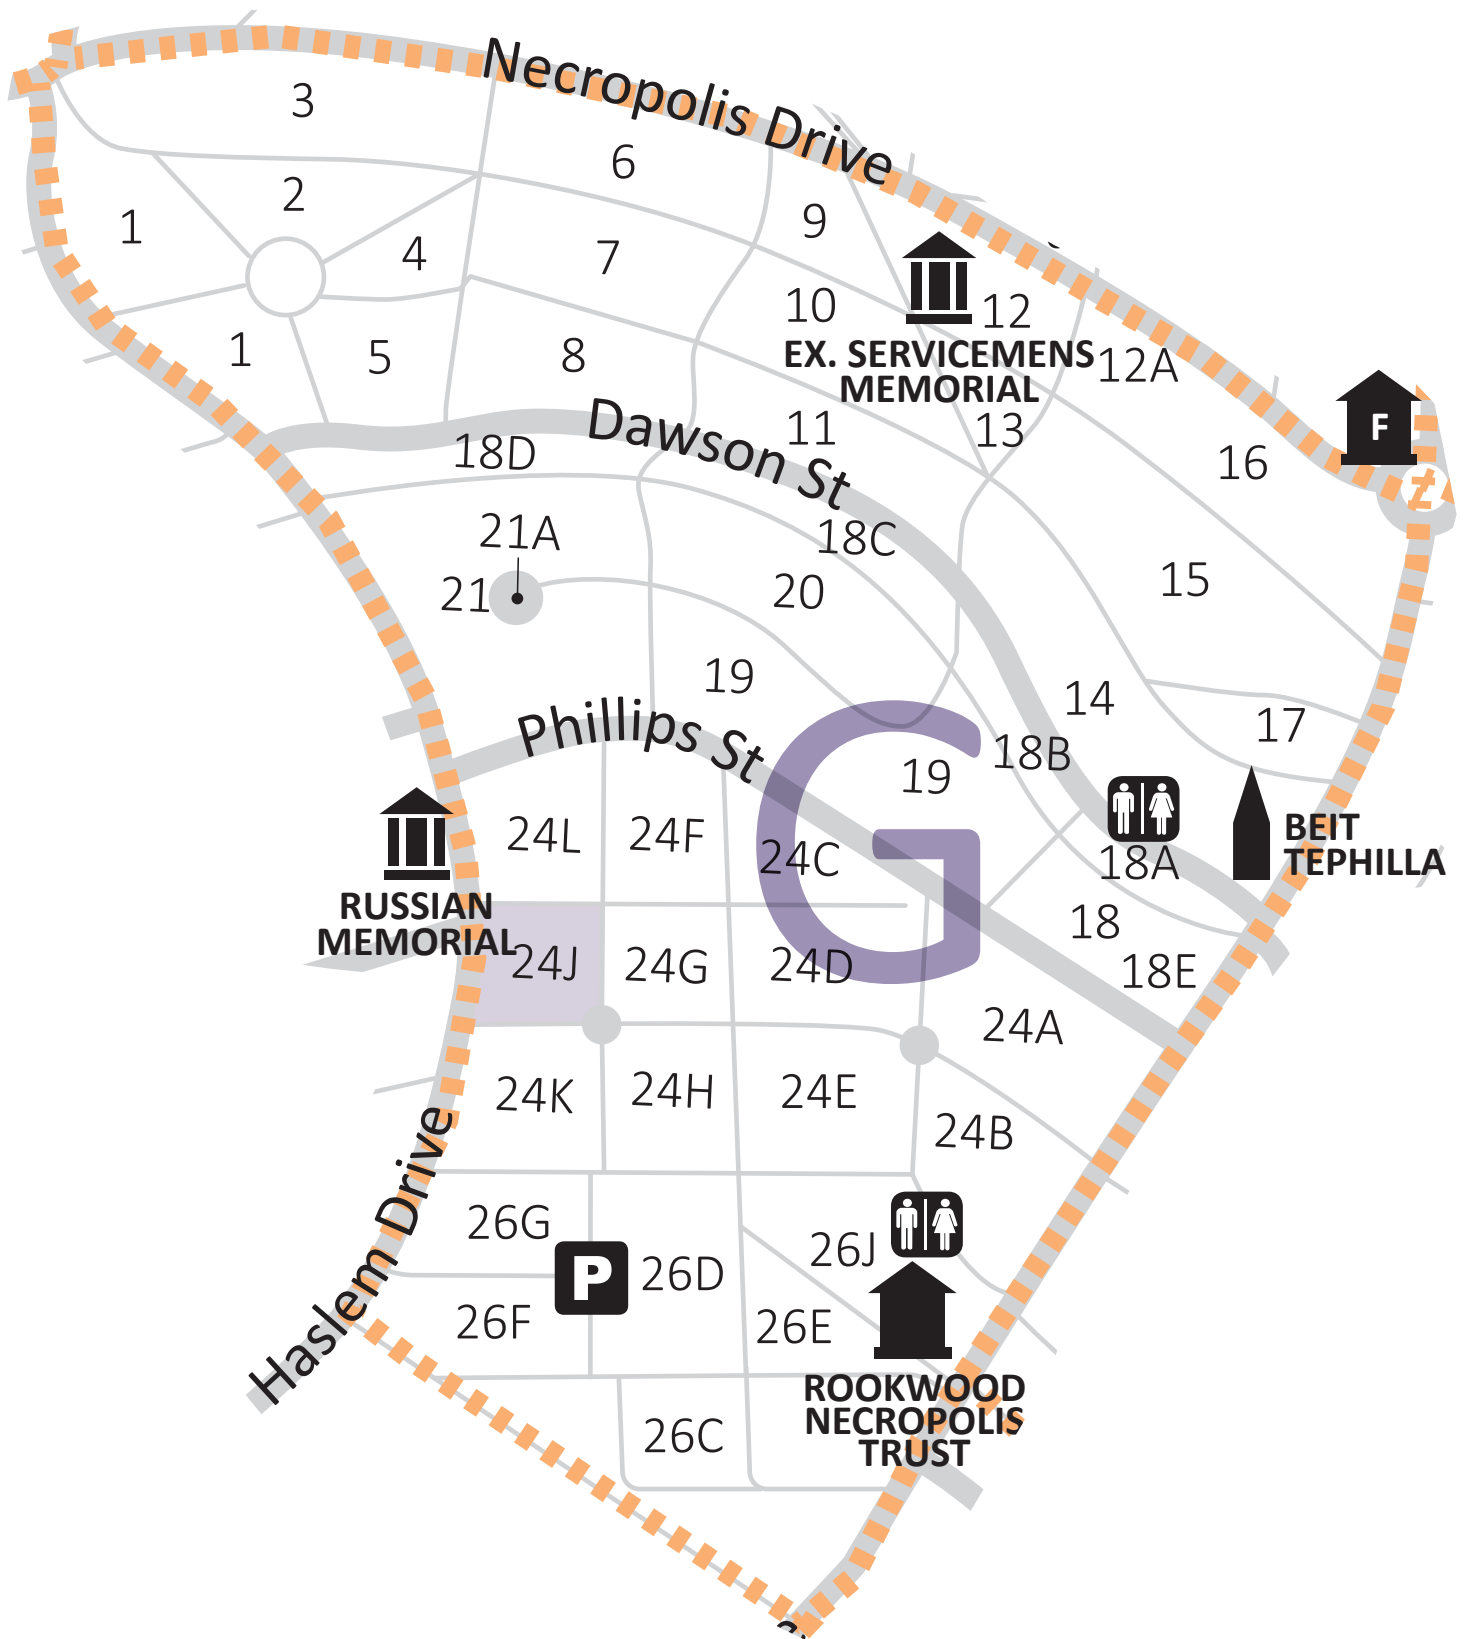 Necropolis Drive
3
6
2
1
9
4
7
10
12
EX. SERVICEMENS
MEMORIAL
12A
1
5
8
F
Dawson St
11
13
18D
16
21A
18C
21
20
15
19
14
Phillips St
17
18B
19
G
24L
24F
24C
BEIT
TEPHILLA
18A
RUSSIAN
MEMORIAL
18
24J
24G
24D
18E
24A
24K
24H
24E
24B
Haslem Drive
26G
26J
P
26D
26F
26E
ROOKWOOD
NECROPOLIS
TRUST
26C